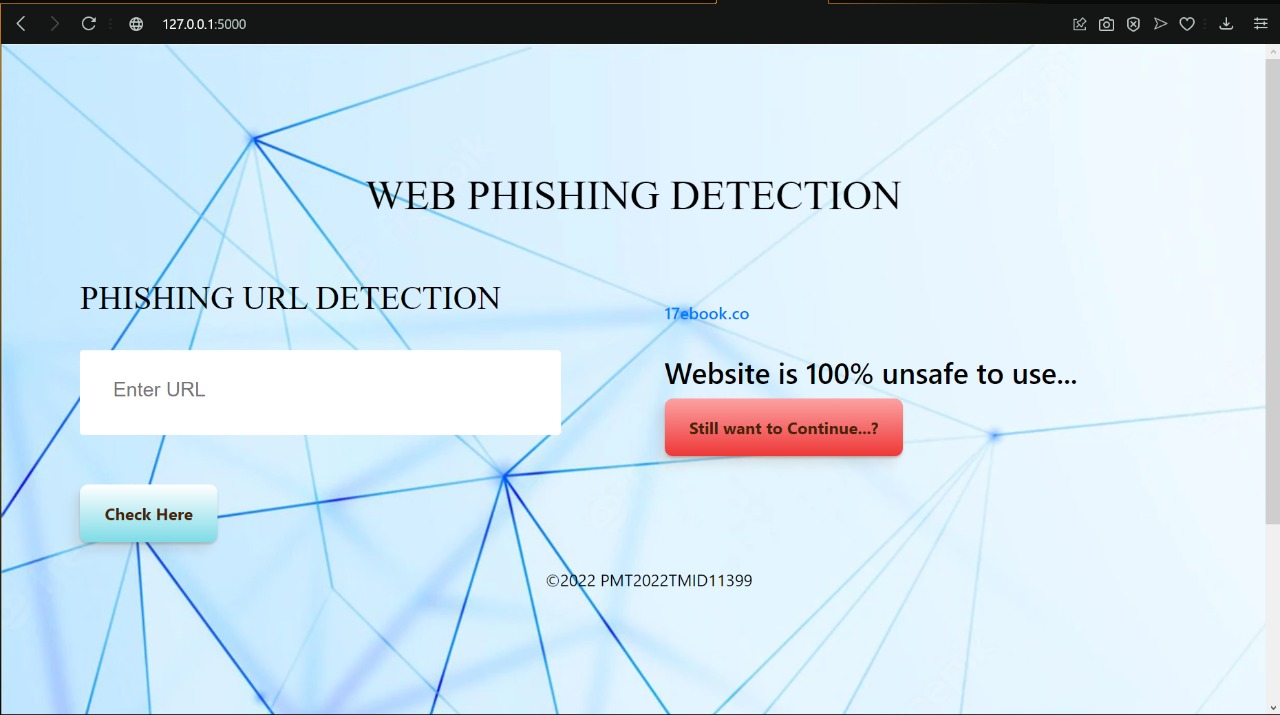 127.0.0.1:5000
WEB PHISHING DETECTION
PHISHING URL DETECTION
17ebook.co
Enter URL
Website is 100% unsafe to use...
Still want to Continue...?
Check Here
©2022 PMT2022TMID11399